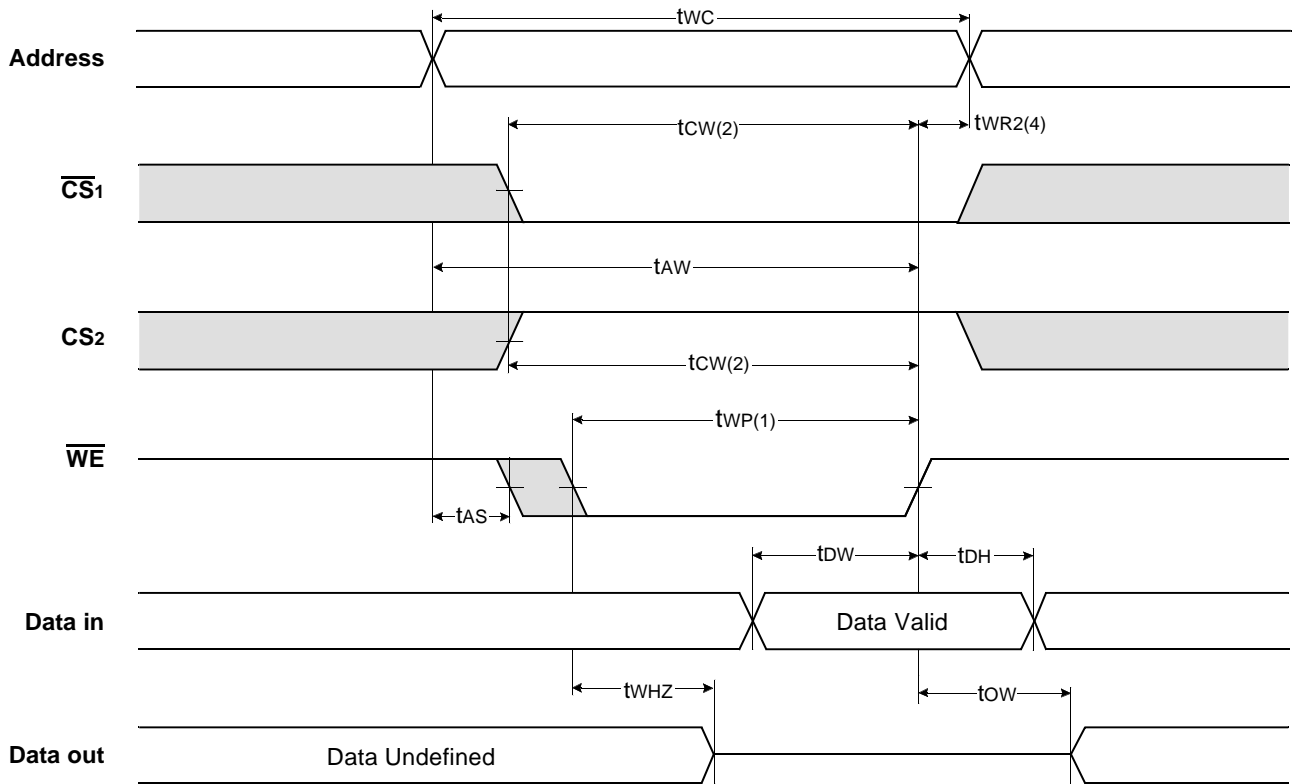 tWC
Address
tCW(2)
tWR2(4)
CS1
tAW
CS2
tCW(2)
tWP(1)
WE
tAS
tDW
tDH
Data in
Data Valid
tWHZ
tOW
Data out
Data Undefined